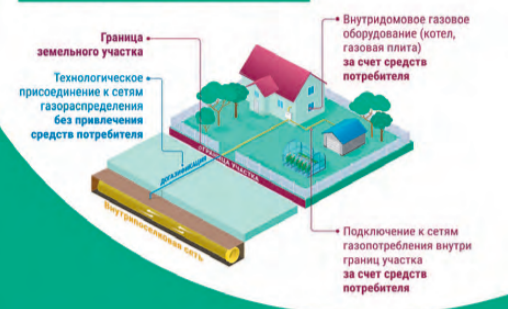 Граница
земельного участка
Технологическое
присоединение к сетям
газораспределения
без привлечения
средств потребителя
Внутридомовое газовое
оборудование (котел,
газовая плита)
за счет средств
потребителя
ДОГАЗИФИКАЦИЯ
ГРАНИЦА УЧАСТКА
Внутрипоселковая сеть
Подключение к сетям
газопотребления внутри
границ участка
за счет средств
потребителя